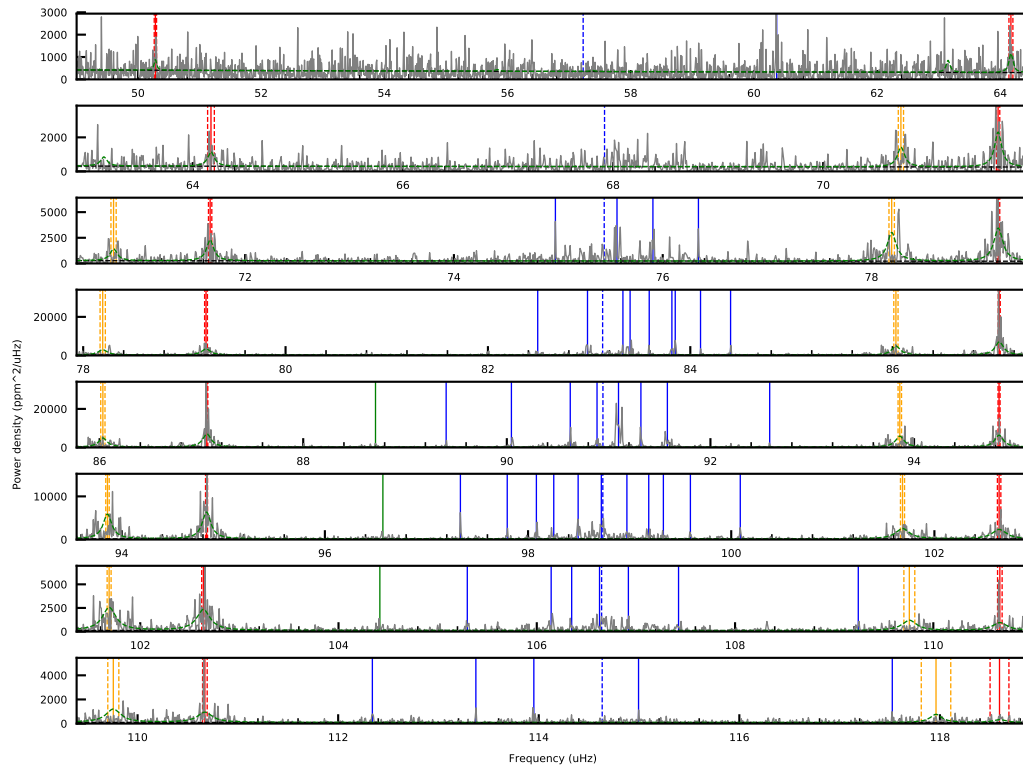 3000
2000
1000
0
50 52 54 56 58 60 62 64
2000
0
64 66 68 70
5000
2500
0
72 74 76 78
20000
0
78 80 82 84 86
20000
0
86 88 90 92 94
10000
0
94 96 98 100 102
5000
2500
0
102 104 106 108 110
4000
2000
0
110 112 114 116 118
Power density (ppm^2/uHz)
Frequency (uHz)